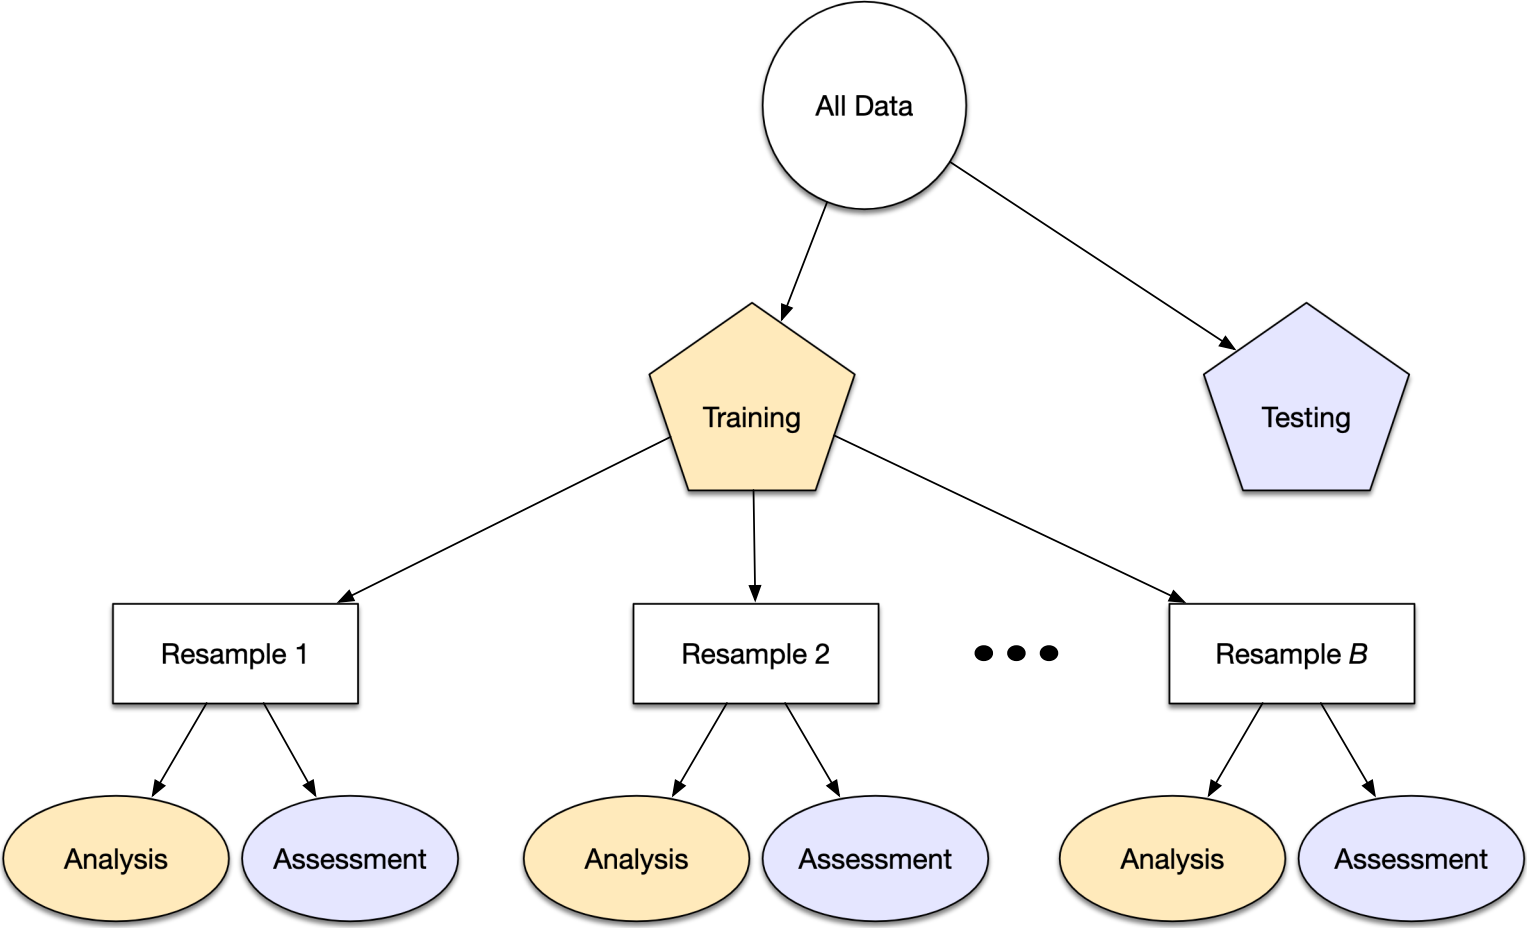 All Data
Training
Testing
Resample 1
Resample 2
Resample B
Analysis
Assessment
Analysis
Assessment
Analysis
Assessment